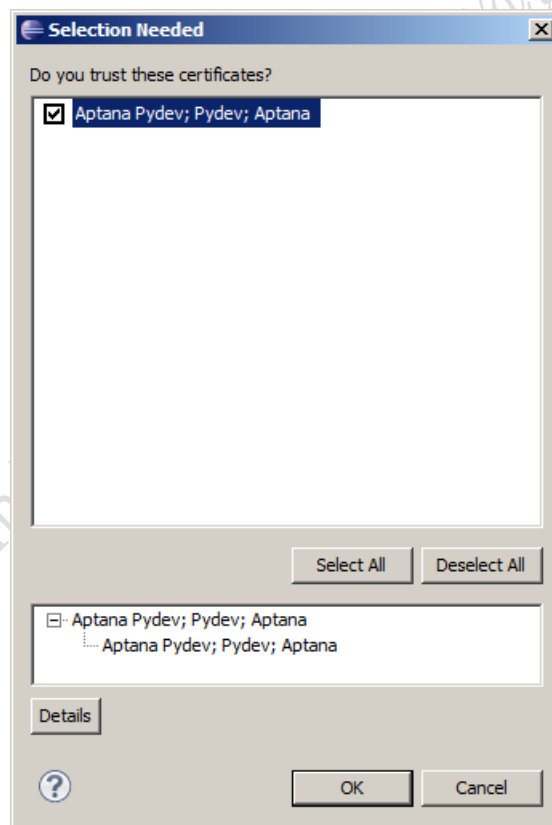 Selection Needed
Do you trust these certificates?
Aptana Pydev; Pydev; Aptana
Select All
Deselect All
Aptana Pydev; Pydev; Aptana
Aptana Pydev; Pydev; Aptana
Details
?
OK
Cancel